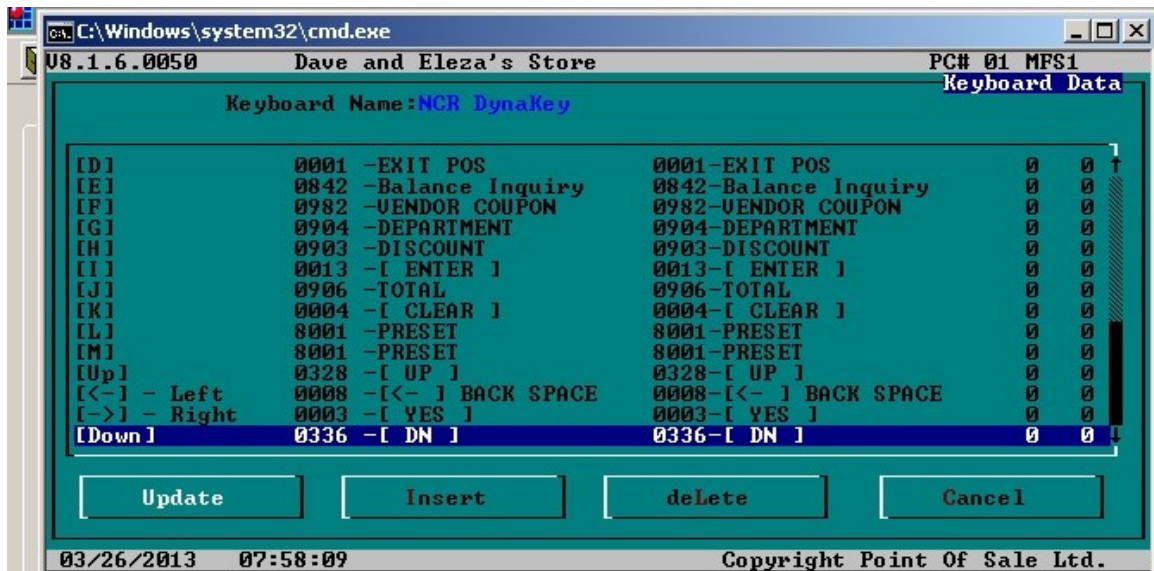 C:\Windows\system32\cmd.exe
V8.1.6.0050 Dave and Eleza's Store PC# 01 MFS1
Keyboard Data
Keyboard Name:NCR DynaKey
[D] 0001 -EXIT POS 0001-EXIT POS 0 0
[E] 0842 -Balance Inquiry 0842-Balance Inquiry 0 0
[F] 0982 -VENDOR COUPON 0982-VENDOR COUPON 0 0
[G] 0904 -DEPARTMENT 0904-DEPARTMENT 0 0
[H] 0903 -DISCOUNT 0903-DISCOUNT 0 0
[I] 0013 -[ ENTER ] 0013-[ ENTER ] 0 0
[J] 0906 -TOTAL 0906-TOTAL 0 0
[K] 0004 -[ CLEAR ] 0004-[ CLEAR ] 0 0
[L] 8001 -PRESET 8001-PRESET 0 0
[M] 8001 -PRESET 8001-PRESET 0 0
[Up] 0328 -[ UP ] 0328-[ UP ] 0 0
[<-] - Left 0008 -[<- ] BACK SPACE 0008-[<- ] BACK SPACE 0 0
[->] - Right 0003 -[ YES ] 0003-[ YES ] 0 0
[Down] 0336 -[ DN ] 0336-[ DN ] 0 0
Update Insert deLete Cancel
03/26/2013 07:58:09 Copyright Point Of Sale Ltd.